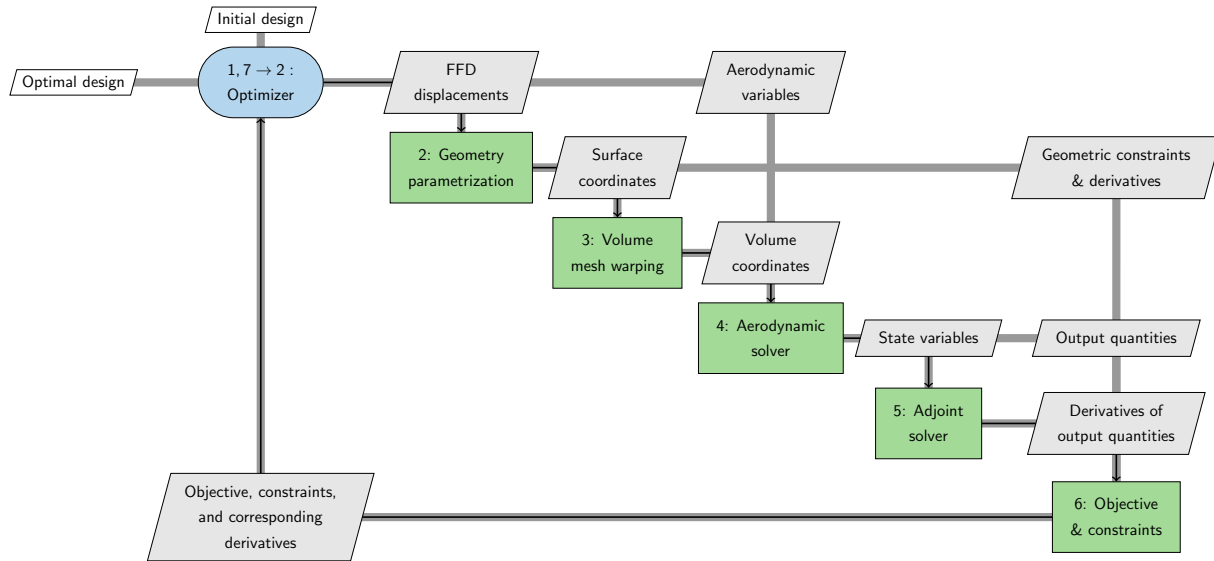 Initial design
Optimal design
1, 7 → 2 :
Optimizer
FFD
displacements
Aerodynamic
variables
2: Geometry
parametrization
Surface
coordinates
Geometric constraints
& derivatives
3: Volume
mesh warping
Volume
coordinates
4: Aerodynamic
solver
State variables
Output quantities
5: Adjoint
solver
Derivatives of
output quantities
Objective, constraints,
and corresponding
derivatives
6: Objective
& constraints